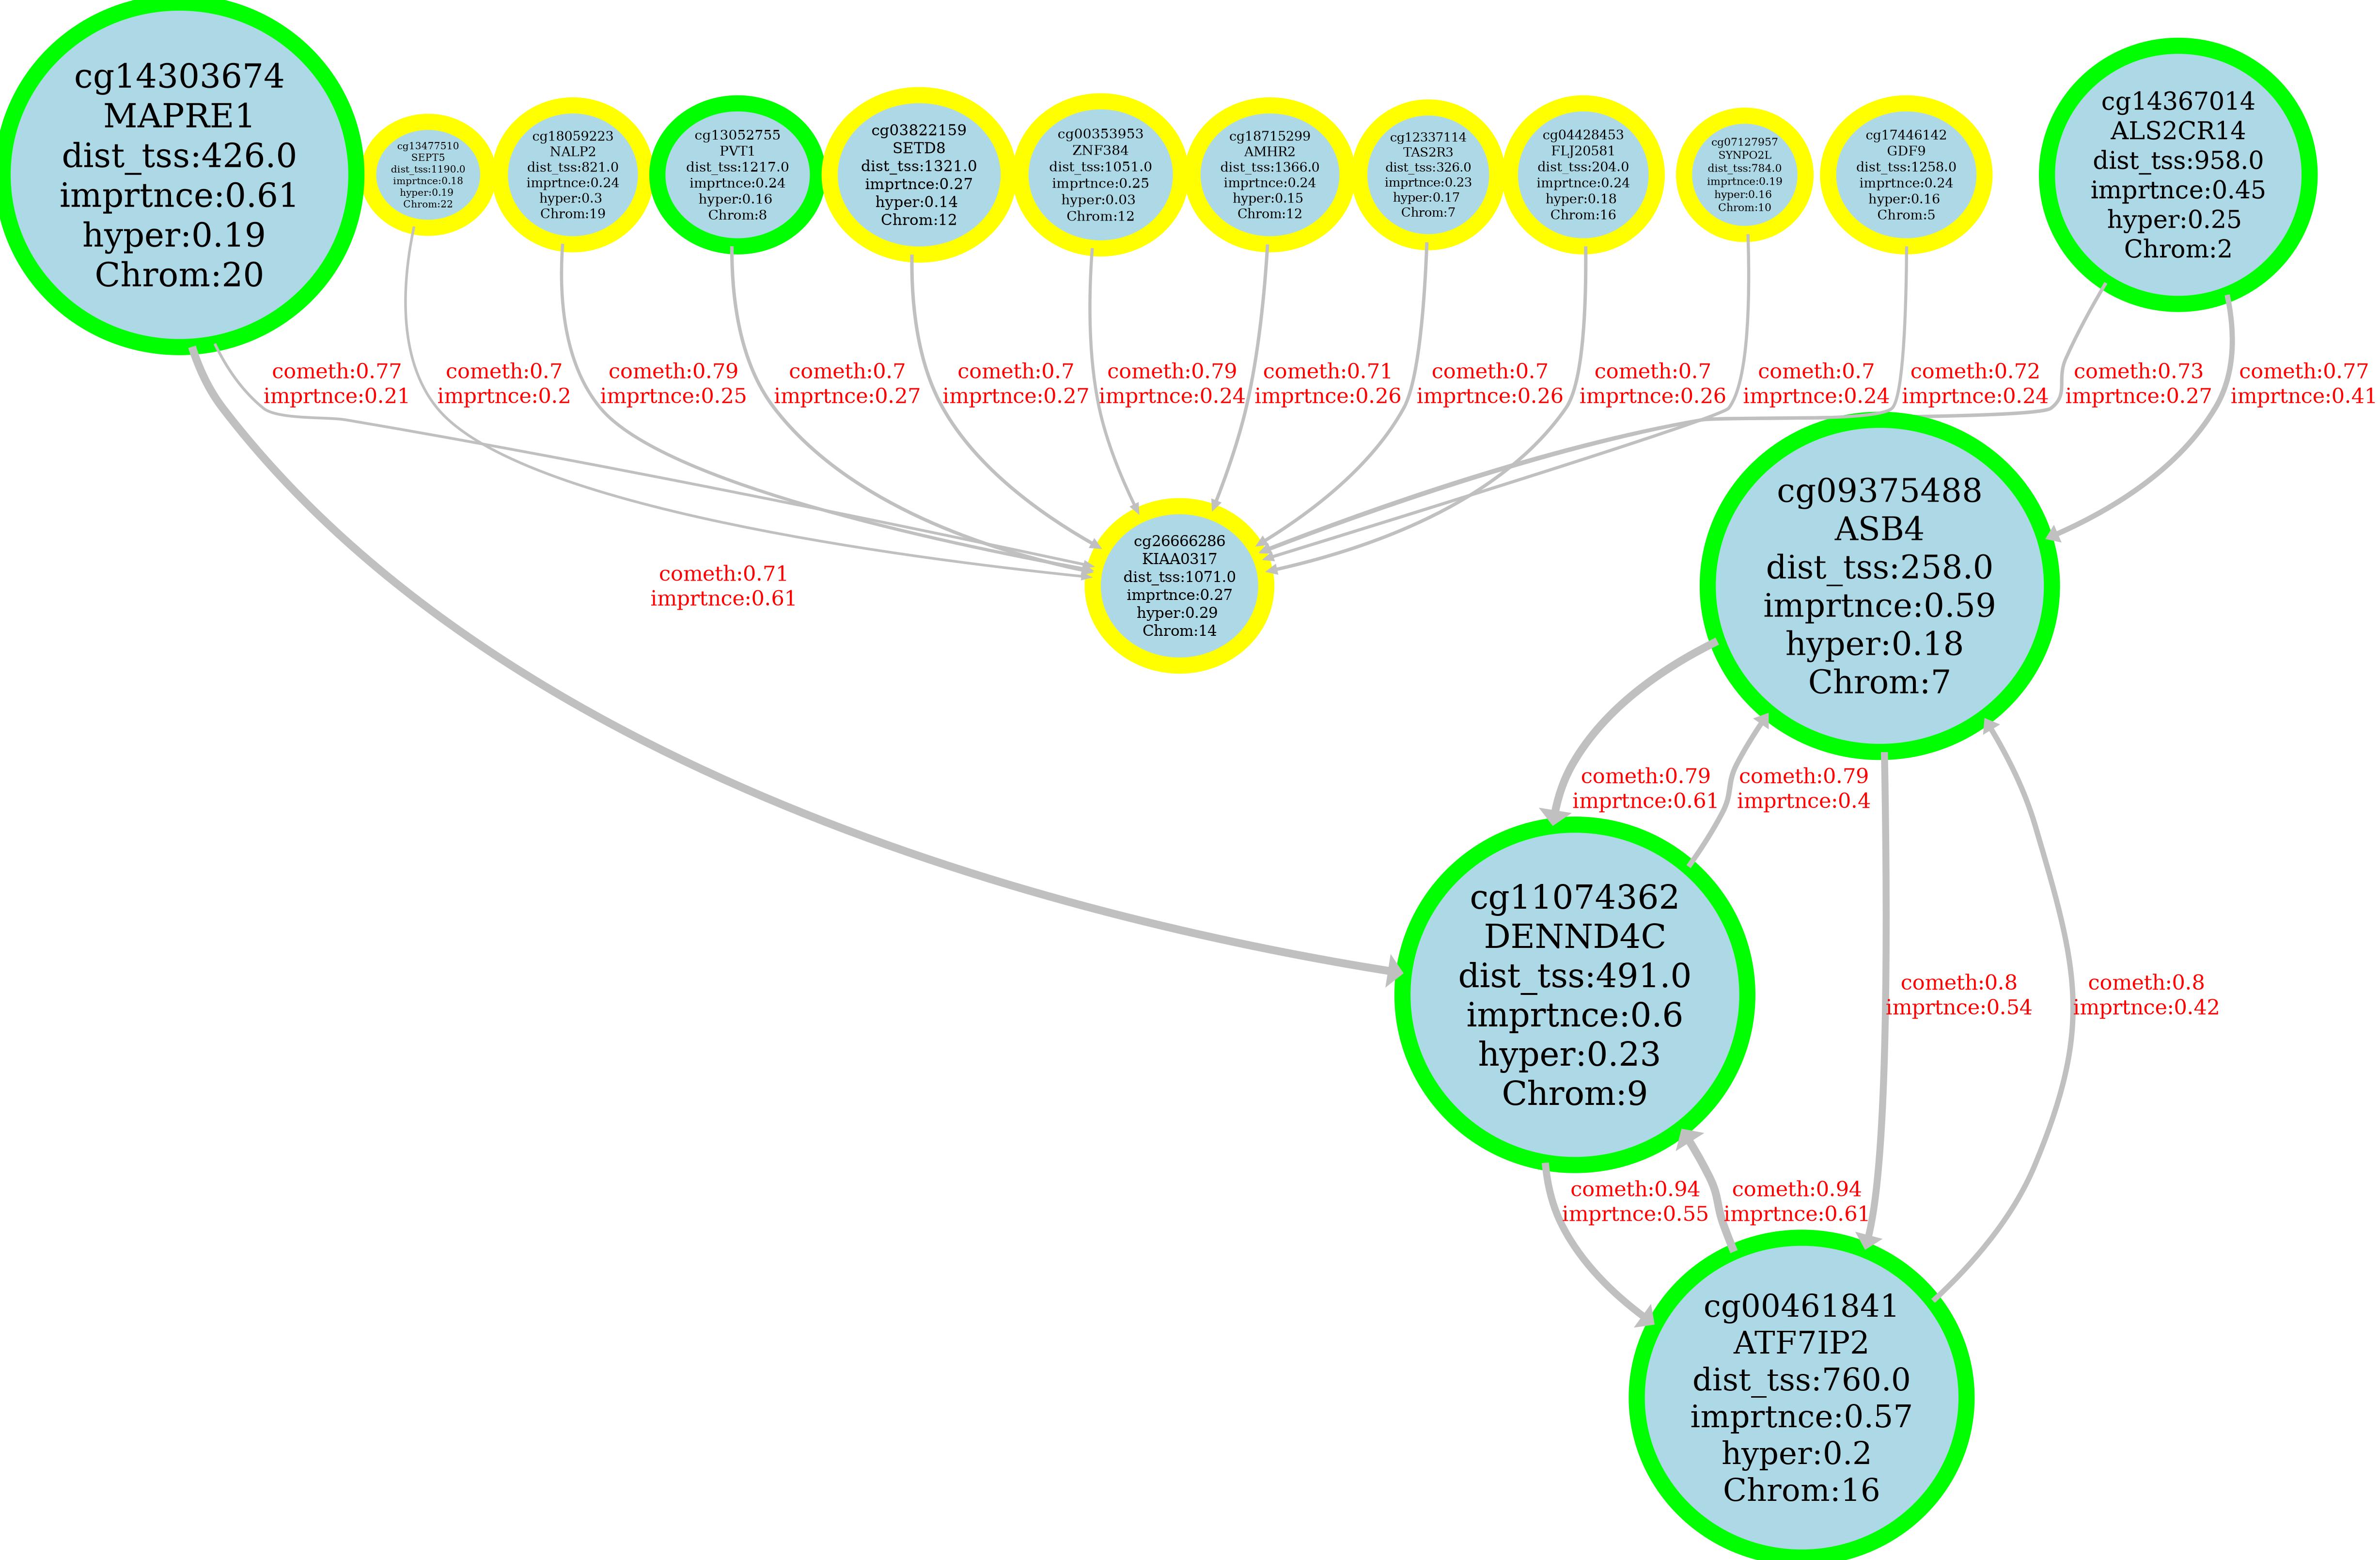 cg14303674
MAPRE1
dist_tss:426.0
imprtnce:0.61
hyper:0.19
Chrom:20
cg13477510
SEPT5
dist_tss:1190.0
imprtnce:0.18
hyper:0.19
Chrom:22
cg18059223
NALP2
dist_tss:821.0
imprtnce:0.24
hyper:0.3
Chrom:19
cg13052755
PVT1
dist_tss:1217.0
imprtnce:0.24
hyper:0.16
Chrom:8
cg03822159
SETD8
dist_tss:1321.0
imprtnce:0.27
hyper:0.14
Chrom:12
cg00353953
ZNF384
dist_tss:1051.0
imprtnce:0.25
hyper:0.03
Chrom:12
cg18715299
AMHR2
dist_tss:1366.0
imprtnce:0.24
hyper:0.15
Chrom:12
cg12337114
TAS2R3
dist_tss:326.0
imprtnce:0.23
hyper:0.17
Chrom:7
cg04428453
FLJ20581
dist_tss:204.0
imprtnce:0.24
hyper:0.18
Chrom:16
cg07127957
SYNPO2L
dist_tss:784.0
imprtnce:0.19
hyper:0.16
Chrom:10
cg17446142
GDF9
dist_tss:1258.0
imprtnce:0.24
hyper:0.16
Chrom:5
cg14367014
ALS2CR14
dist_tss:958.0
imprtnce:0.45
hyper:0.25
Chrom:2
cometh:0.77
imprtnce:0.21
cometh:0.7
imprtnce:0.2
cometh:0.79
imprtnce:0.25
cometh:0.7
imprtnce:0.27
cometh:0.7
imprtnce:0.27
cometh:0.79
imprtnce:0.24
cometh:0.71
imprtnce:0.26
cometh:0.7
imprtnce:0.26
cometh:0.7
imprtnce:0.26
cometh:0.7
imprtnce:0.24
cometh:0.72
imprtnce:0.24
cometh:0.73
imprtnce:0.27
cometh:0.77
imprtnce:0.41
cometh:0.71
imprtnce:0.61
cg26666286
KIAA0317
dist_tss:1071.0
imprtnce:0.27
hyper:0.29
Chrom:14
cg09375488
ASB4
dist_tss:258.0
imprtnce:0.59
hyper:0.18
Chrom:7
cometh:0.79
imprtnce:0.61
cometh:0.79
imprtnce:0.4
cg11074362
DENND4C
dist_tss:491.0
imprtnce:0.6
hyper:0.23
Chrom:9
cometh:0.8
imprtnce:0.54
cometh:0.8
imprtnce:0.42
cometh:0.94
imprtnce:0.55
cometh:0.94
imprtnce:0.61
cg00461841
ATF7IP2
dist_tss:760.0
imprtnce:0.57
hyper:0.2
Chrom:16